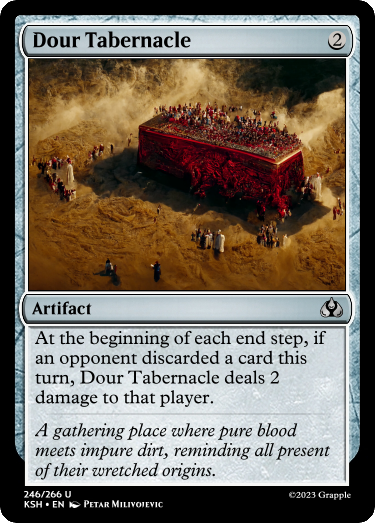 Dour Tabernacle 2
Artifact
At the beginning of each end step, if
an opponent discarded a card this
turn, Dour Tabernacle deals 2
damage to that player.
A gathering place where pure blood
meets impure dirt, reminding all present
of their wretched origins.
246/266 U
KSH • EN Petar Milivojevic
©2023 Grapple